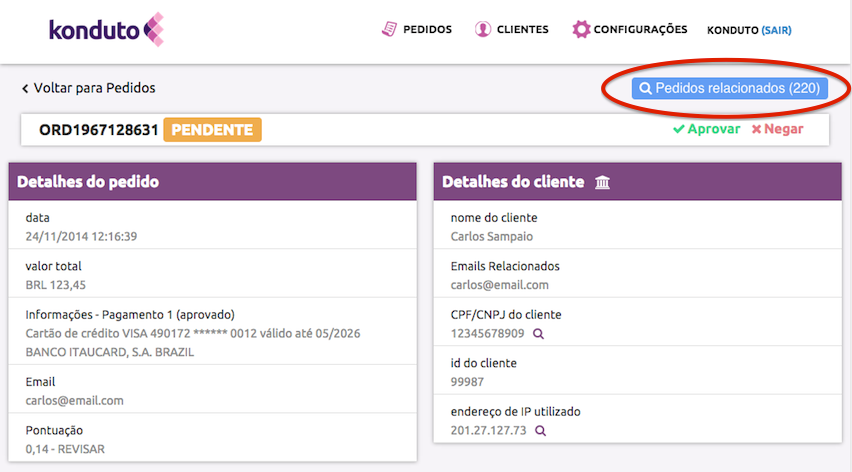 konduto
PEDIDOS
CLIENTES
CONFIGURAÇÕES
KONDUTO (SAIR)
Voltar para Pedidos
Pedidos relacionados (220)
ORD1967128631 PENDENTE
Aprovar
Negar
Detalhes do pedido
data
24/11/2014 12:16:39
valor total
BRL 123,45
Informações - Pagamento 1 (aprovado)
Cartão de crédito VISA 490172 ****** 0012 válido até 05/2026
BANCO ITAUCARD, S.A. BRAZIL
Email
carlos@email.com
Pontuação
0,14 - REVISAR
Detalhes do cliente
nome do cliente
Carlos Sampaio
Emails Relacionados
carlos@email.com
CPF/CNPJ do cliente
12345678909
id do cliente
99987
endereço de IP utilizado
201.27.127.73